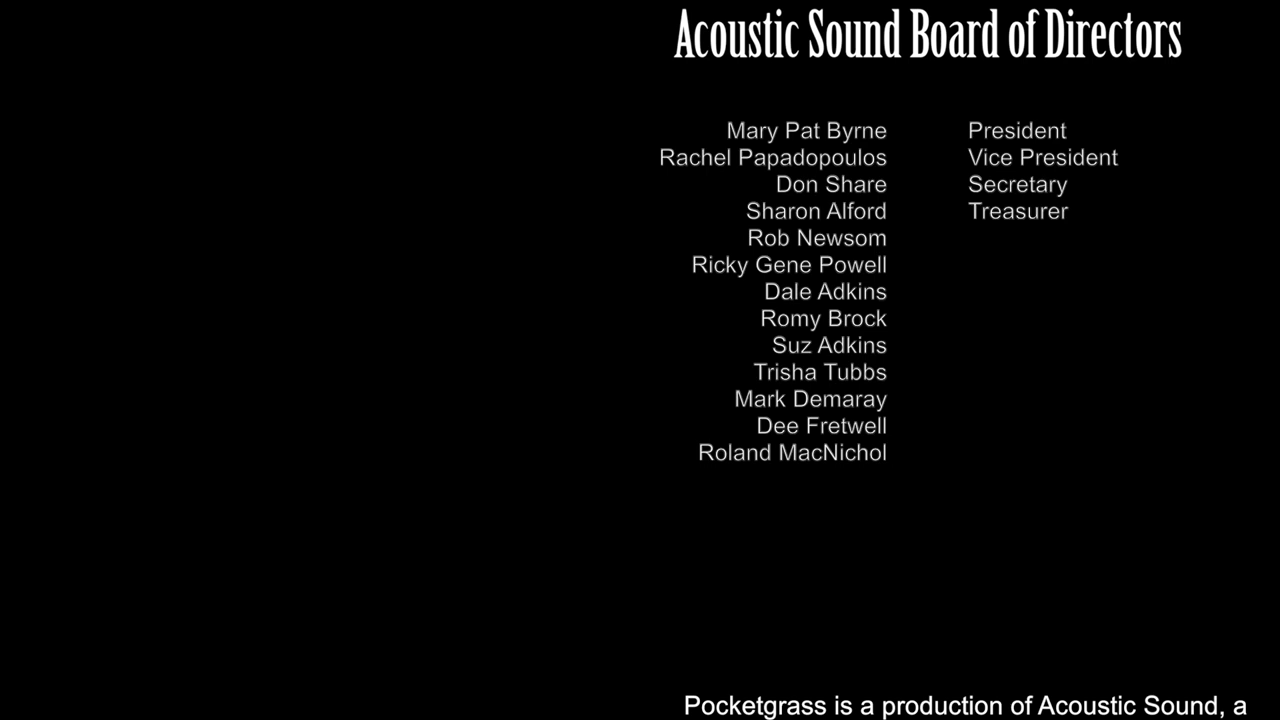 Acoustic Sound Board of Directors
Mary Pat Byrne President
Rachel Papadopoulos Vice President
Don Share Secretary
Sharon Alford Treasurer
Rob Newsom
Ricky Gene Powell
Dale Adkins
Romy Brock
Suz Adkins
Trisha Tubbs
Mark Demaray
Dee Fretwell
Roland MacNichol
Pocketgrass is a production of Acoustic Sound, a